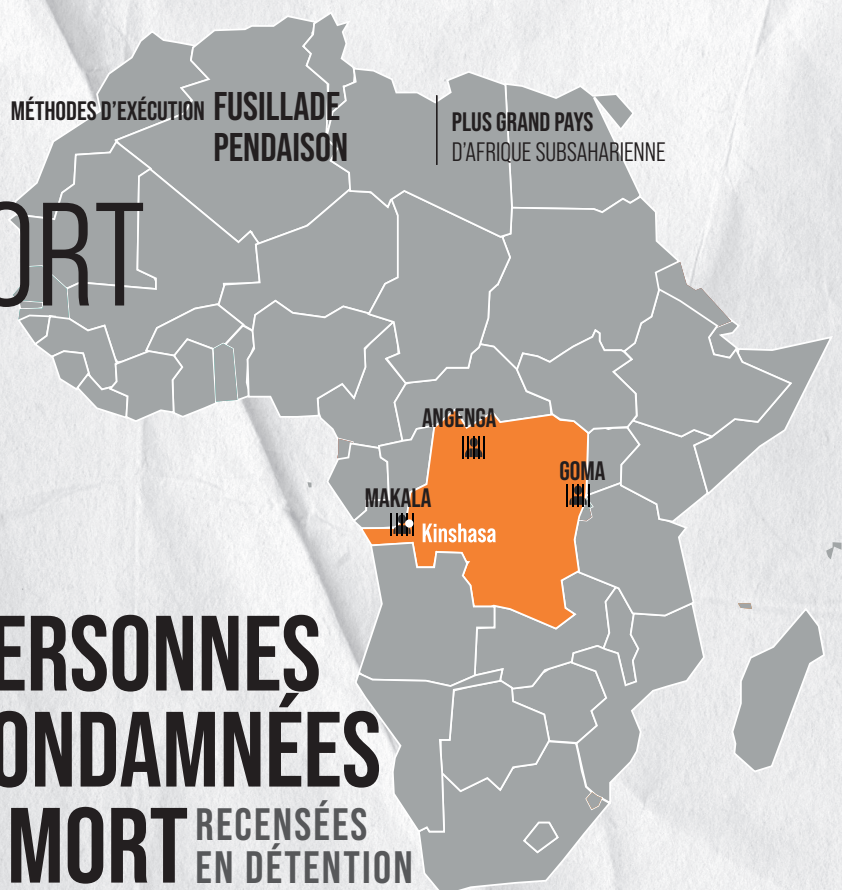 MÉTHODES D'EXÉCUTION FUSILLADE
PENDAISON
PLUS GRAND PAYS
D'AFRIQUE SUBSAHARIENNE
ORT
ANGENGA
GOMA
MAKALA
Kinshasa
ERSONNES
ONDAMNÉES
MORT RECENSÉES
EN DÉTENTION